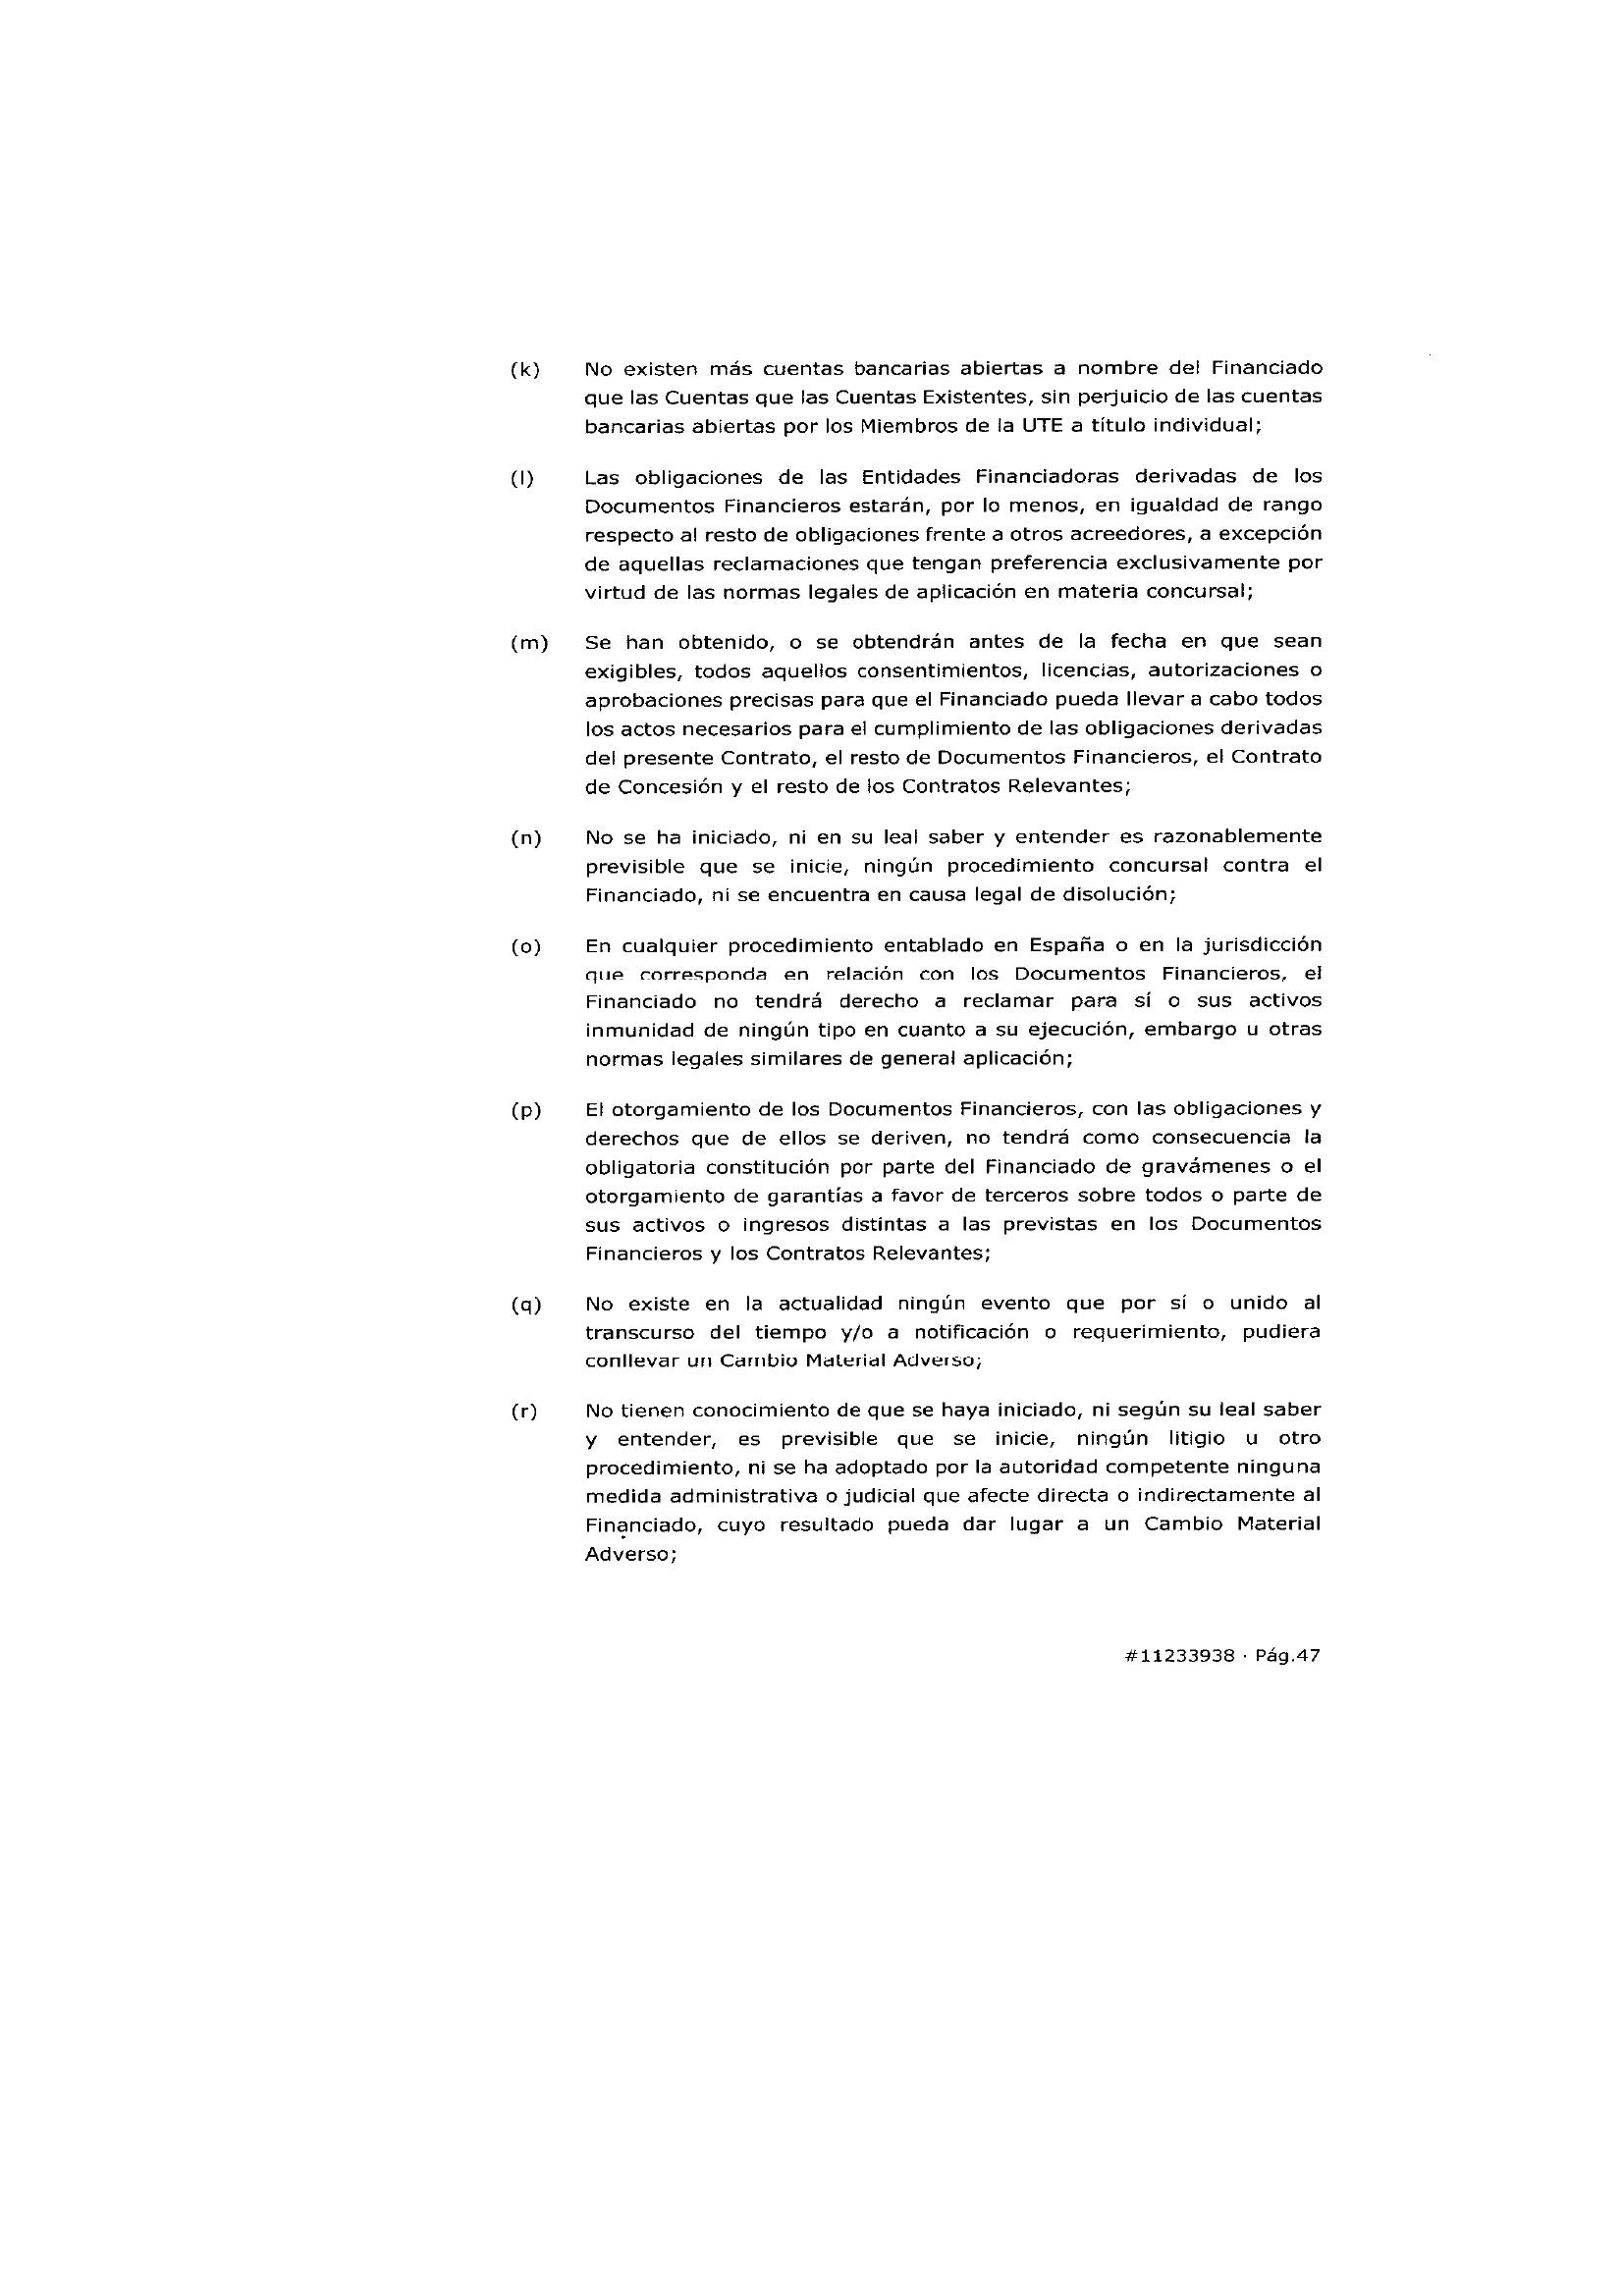 (k) No existen más cuentas bancarias abiertas a nombre del Financiado
que las Cuentas que las Cuentas Existentes, sin perjuicio de las cuentas
bancarias abiertas por los Miembros de la UTE a título individual;
(l) Las obligaciones de las Entidades Financiadoras derivadas de los
Documentos Financieros estarán, por lo menos, en igualdad de rango
respecto al resto de obligaciones frente a otros acreedores, a excepción
de aquellas reclamaciones que tengan preferencia exclusivamente por
virtud de las normas legales de aplicación en materia concursal;
(m) Se han obtenido, o se obtendrán antes de la fecha en que sean
exigibles, todos aquellos consentimientos, licencias, autorizaciones o
aprobaciones precisas para que el Financiado pueda llevar a cabo todos
los actos necesarios para el cumplimiento de las obligaciones derivadas
del presente Contrato, el resto de Documentos Financieros, el Contrato
de Concesión y el resto de los Contratos Relevantes;
(n) No se ha iniciado, ni en su leal saber y entender es razonablemente
previsible que se inicie, ningún procedimiento concursal contra el
Financiado, ni se encuentra en causa legal de disolución;
(o) En cualquier procedimiento entablado en España o en la jurisdicción
que corresponda en relación con los Documentos Financieros, el
Financiado no tendrá derecho a reclamar para sí o sus activos
inmunidad de ningún tipo en cuanto a su ejecución, embargo u otras
normas legales similares de general aplicación;
(p) El otorgamiento de los Documentos Financieros, con las obligaciones y
derechos que de ellos se deriven, no tendrá como consecuencia la
obligatoria constitución por parte del Financiado de gravámenes o el
otorgamiento de garantías a favor de terceros sobre todos o parte de
sus activos o ingresos distintas a las previstas en los Documentos
Financieros y los Contratos Relevantes;
(q) No existe en la actualidad ningún evento que por sí o unido al
transcurso del tiempo y/o a notificación o requerimiento, pudiera
conllevar un Cambio Material Adverso;
(r) No tienen conocimiento de que se haya iniciado, ni según su leal saber
y entender, es previsible que se inicie, ningún litigio u otro
procedimiento, ni se ha adoptado por la autoridad competente ninguna
medida administrativa o judicial que afecte directa o indirectamente al
Financiado, cuyo resultado pueda dar lugar a un Cambio Material
Adverso;
#11233938 · Pág.47